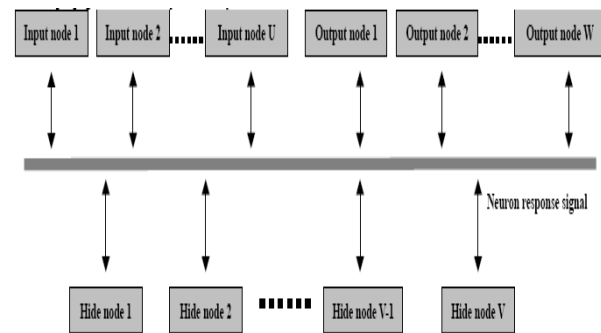 Input node 1 Input node 2 Input node U Output node 1 Output node 2 Output node W
Neuron response signal
Hide node 1 Hide node 2 Hide node V-1 Hide node V